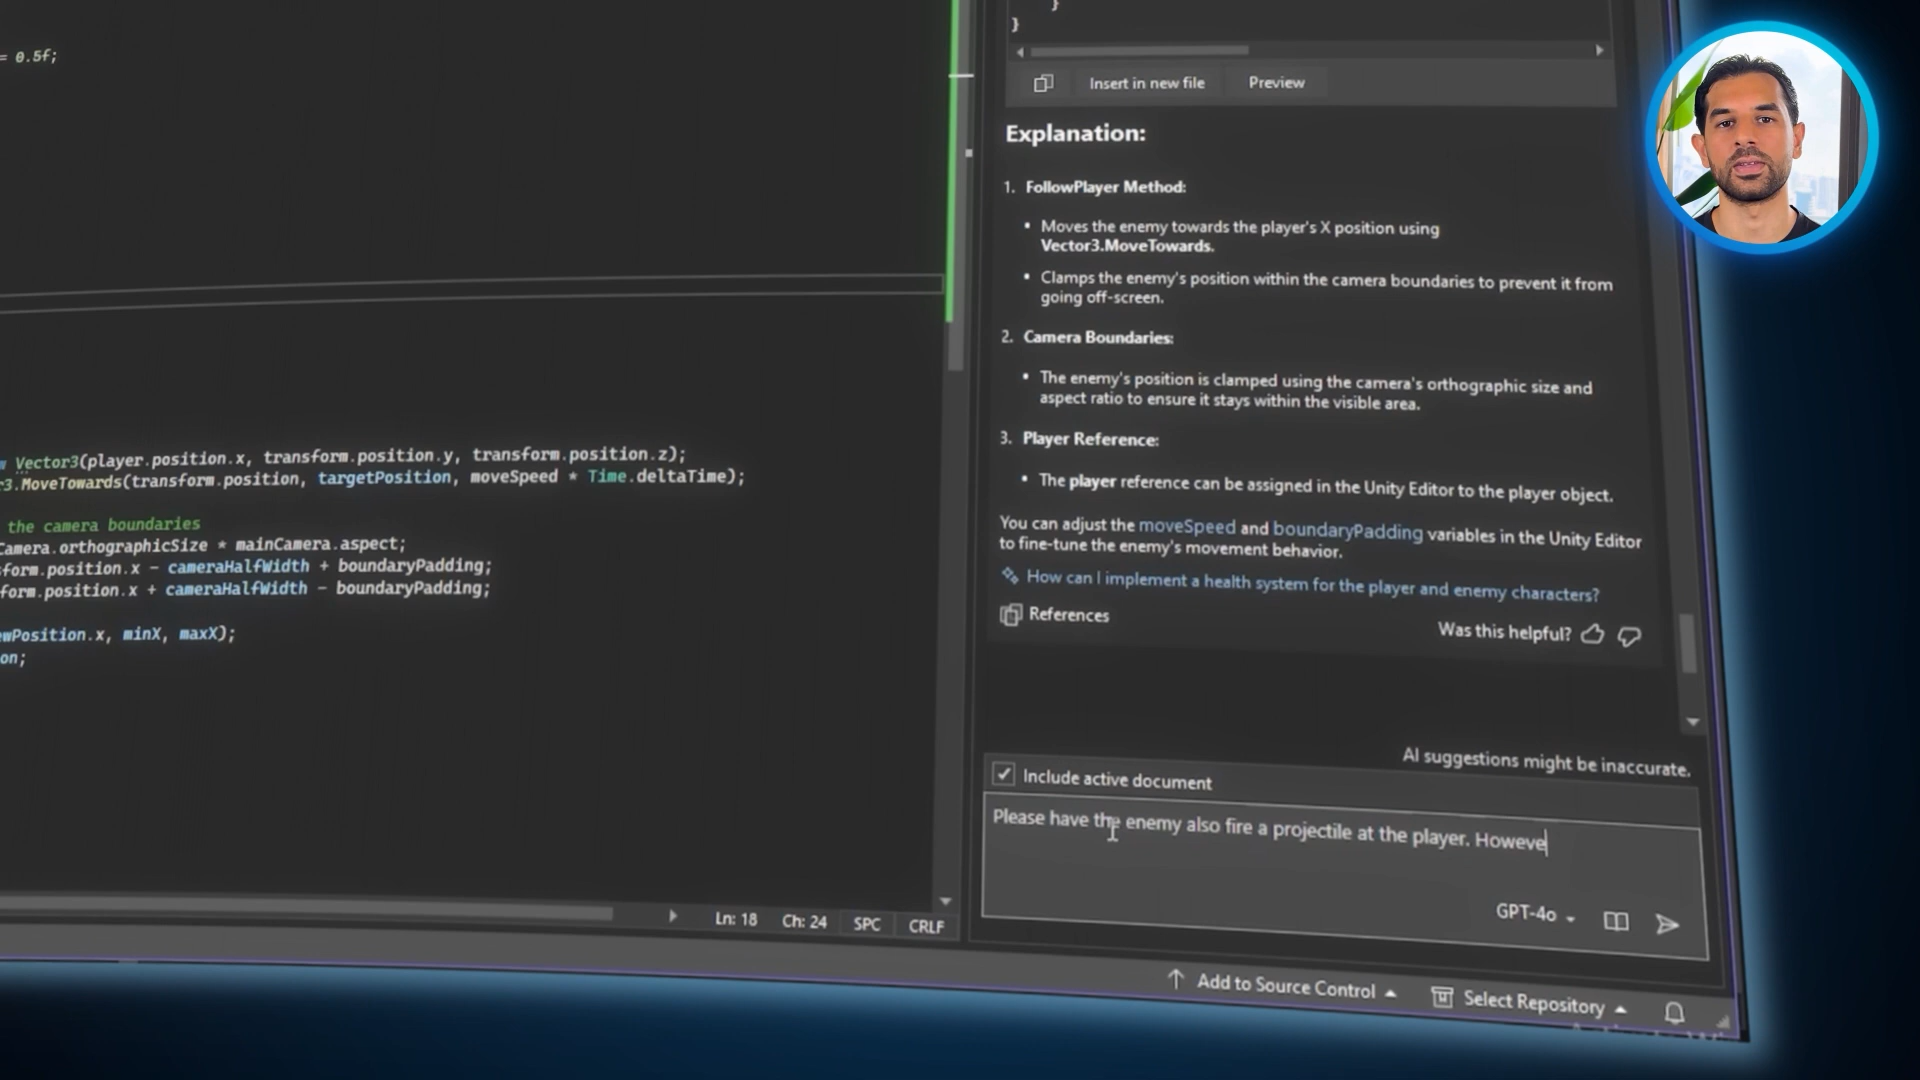 = 0.5f;
Vector3(player.position.x, transform.position.y, transform.position.z);
.MoveTowards(transform.position, targetPosition, moveSpeed * Time.deltaTime);
the camera boundaries
Camera.orthographicSize * mainCamera.aspect;
sform.position.x - cameraHalfWidth + boundaryPadding;
form.position.x + cameraHalfWidth - boundaryPadding;
ewPosition.x, minX, maxX);
on;
Ln: 18 Ch: 24 SPC CRLF
}
}
Insert in new file Preview
Explanation:
1. FollowPlayer Method:
• Moves the enemy towards the player's X position using
Vector3.MoveTowards.
• Clamps the enemy's position within the camera boundaries to prevent it from
going off-screen.
2. Camera Boundaries:
• The enemy's position is clamped using the camera's orthographic size and
aspect ratio to ensure it stays within the visible area.
3. Player Reference:
• The player reference can be assigned in the Unity Editor to the player object.
You can adjust the moveSpeed and boundaryPadding variables in the Unity Editor
to fine-tune the enemy's movement behavior.
How can I implement a health system for the player and enemy characters?
References
Was this helpful?
AI suggestions might be inaccurate.
Include active document
Please have the enemy also fire a projectile at the player. Howeve
GPT-4o
Add to Source Control Select Repository